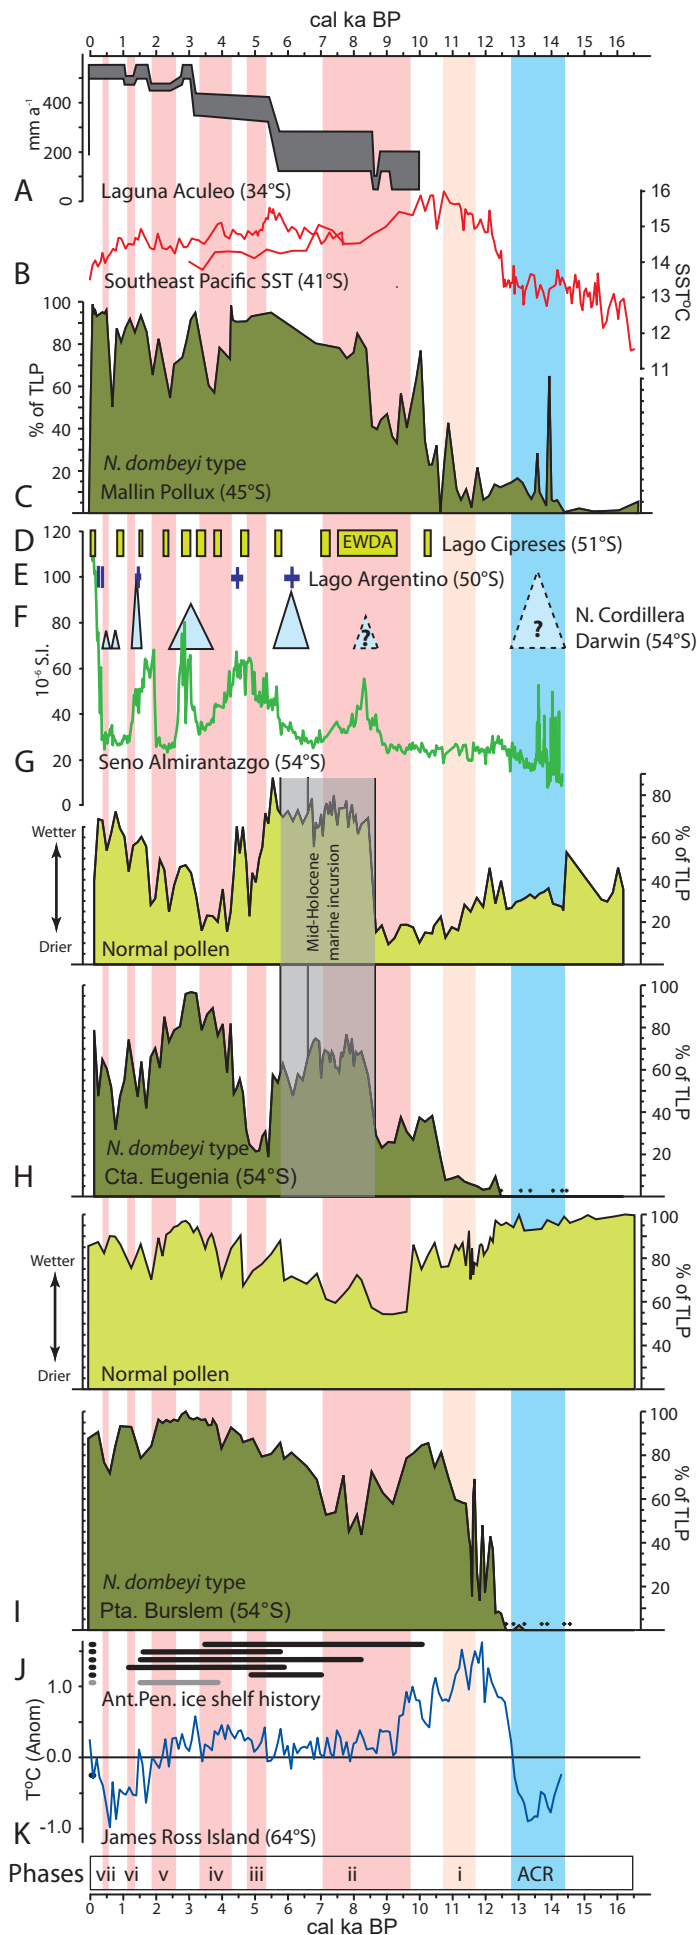 cal ka BP
0 1 2 3 4 5 6 7 8 9 10 11 12 13 14 15 16
400
200
0
mm a⁻¹
A
Laguna Aculeo (34°S)
16
15
14
13
12
11
SST°C
B
Southeast Pacific SST (41°S)
100
80
60
40
20
% of TLP
N. dombeyi type
C
Mallin Pollux (45°S)
D
EWDA
Lago Cipreses (51°S)
E
Lago Argentino (50°S)
F
?
?
N. Cordillera
Darwin (54°S)
120
100
80
60
40
20
0
10⁻⁶ S.I.
G
Seno Almirantazgo (54°S)
80
60
40
20
% of TLP
Wetter
Drier
Mid-Holocene
marine incursion
Normal pollen
100
80
60
40
20
% of TLP
N. dombeyi type
H
Cta. Eugenia (54°S)
100
80
60
40
% of TLP
Wetter
Drier
Normal pollen
100
80
60
40
20
% of TLP
N. dombeyi type
I
Pta. Burslem (54°S)
J
Ant.Pen. ice shelf history
1.0
0.0
-1.0
T°C (Anom)
K
James Ross Island (64°S)
Phases vii vi v iv iii ii i ACR
0 1 2 3 4 5 6 7 8 9 10 11 12 13 14 15 16
cal ka BP